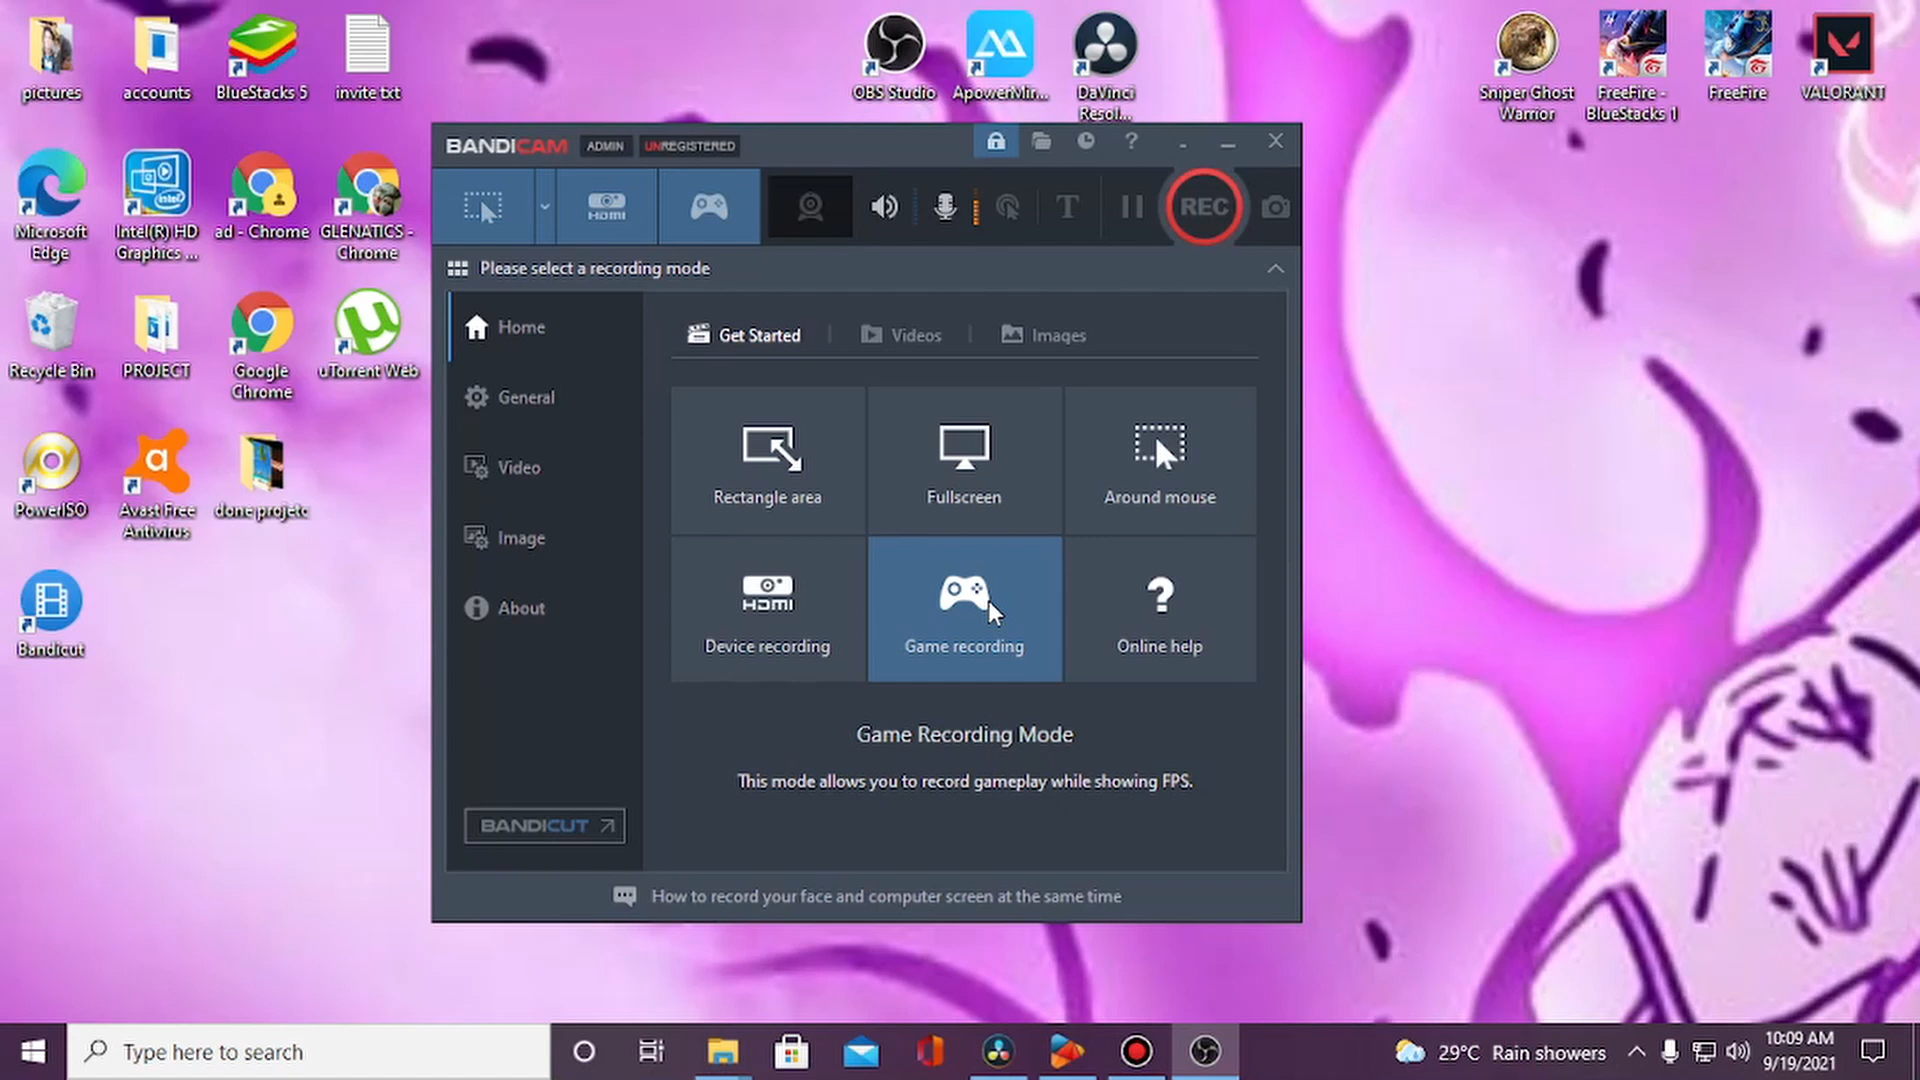 pictures
accounts
BlueStacks 5
invite txt
OBS Studio
ApowerMir...
DaVinci
Resol...
Sniper Ghost
Warrior
FreeFire -
BlueStacks 1
FreeFire
VALORANT
Microsoft
Edge
Intel(R) HD
Graphics ...
ad - Chrome
GLENATICS -
Chrome
Recycle Bin
PROJECT
Google
Chrome
uTorrent Web
PowerISO
Avast Free
Antivirus
done projetc
Bandicut
BANDICAM
ADMIN
UNREGISTERED
?
HDMI
T
REC
Please select a recording mode
Home
General
Video
Image
About
BANDICUT
Get Started
Videos
Images
Rectangle area
Fullscreen
Around mouse
HDMI
Device recording
Game recording
?
Online help
Game Recording Mode
This mode allows you to record gameplay while showing FPS.
How to record your face and computer screen at the same time
Type here to search
29°C Rain showers
10:09 AM
9/19/2021